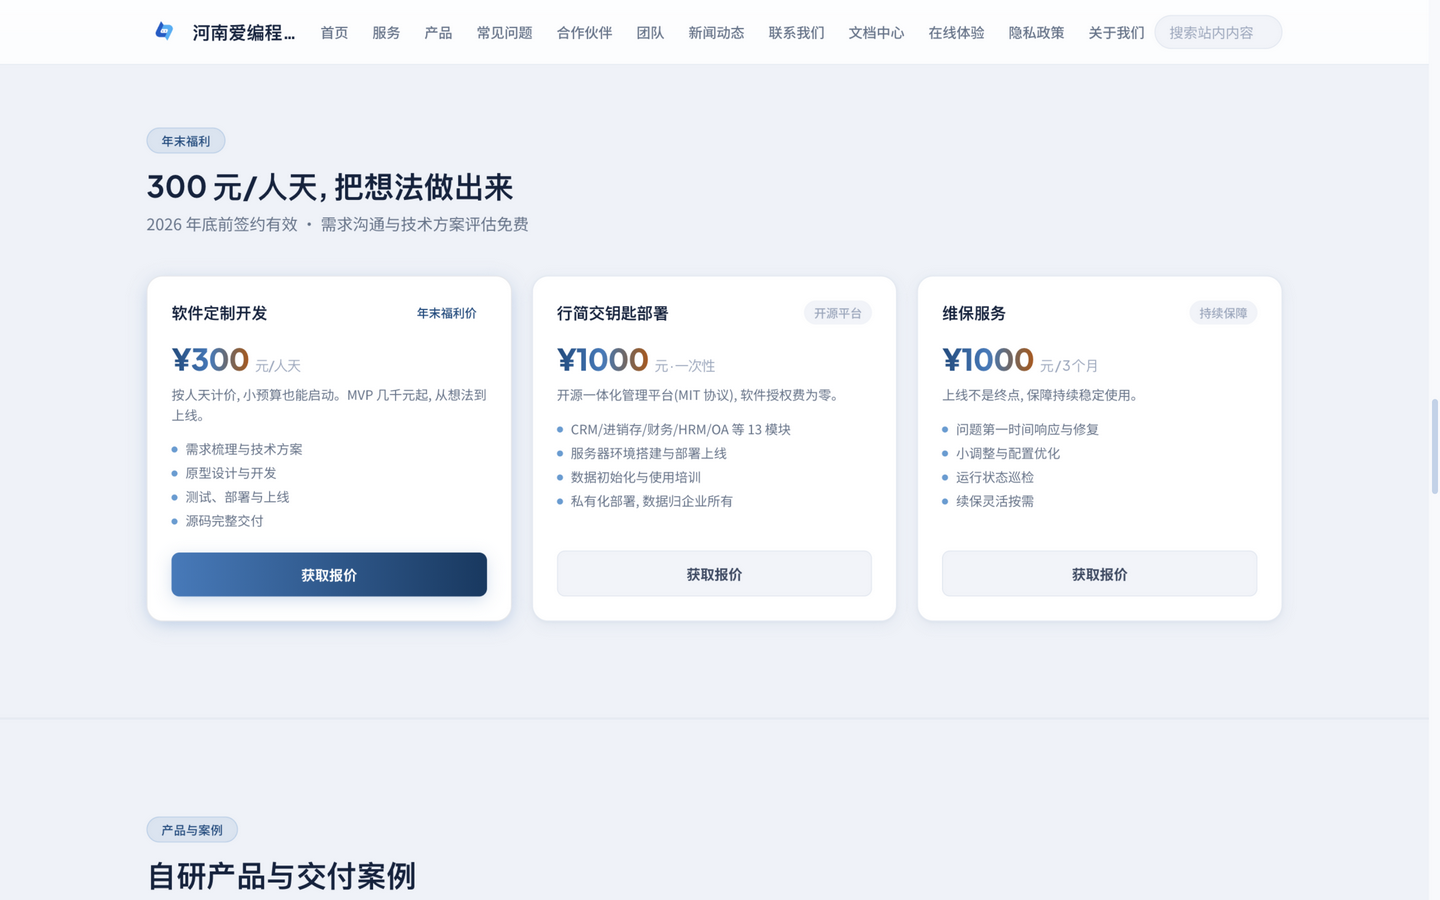 河南爱编程…
首页
服务
产品
常见问题
合作伙伴
团队
新闻动态
联系我们
文档中心
在线体验
隐私政策
关于我们
搜索站内内容
年末福利
300 元/人天, 把想法做出来
2026 年底前签约有效 · 需求沟通与技术方案评估免费
软件定制开发
年末福利价
¥300 元/人天
按人天计价, 小预算也能启动。MVP 几千元起, 从想法到
上线。
需求梳理与技术方案
原型设计与开发
测试、部署与上线
源码完整交付
获取报价
行简交钥匙部署
开源平台
¥1000 元·一次性
开源一体化管理平台(MIT 协议), 软件授权费为零。
CRM/进销存/财务/HRM/OA 等 13 模块
服务器环境搭建与部署上线
数据初始化与使用培训
私有化部署, 数据归企业所有
获取报价
维保服务
持续保障
¥1000 元/3个月
上线不是终点, 保障持续稳定使用。
问题第一时间响应与修复
小调整与配置优化
运行状态巡检
续保灵活按需
获取报价
产品与案例
自研产品与交付案例